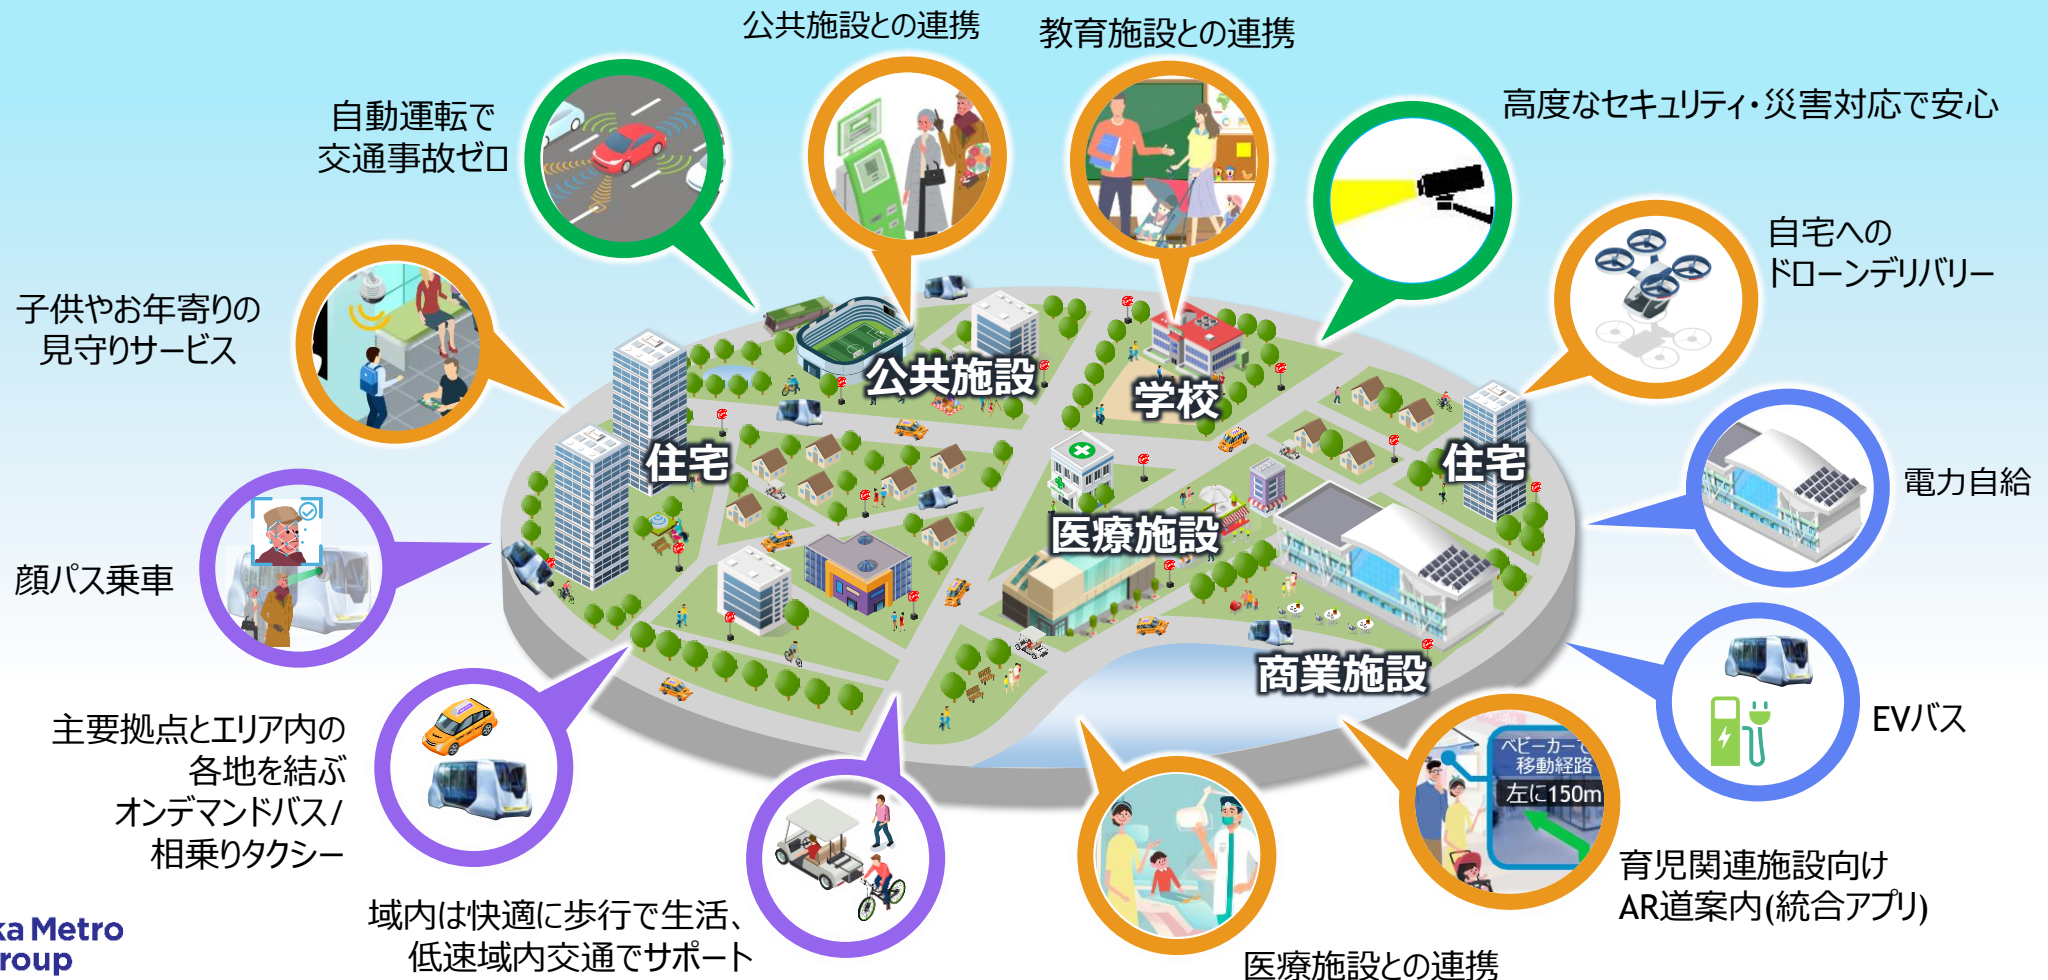 公共施設との連携
教育施設との連携
自動運転で
交通事故ゼロ
高度なセキュリティ・災害対応で安心
自宅への
ドローンデリバリー
子供やお年寄りの
見守りサービス
公共施設
学校
住宅
住宅
電力自給
医療施設
顔パス乗車
商業施設
主要拠点とエリア内の
各地を結ぶ
オンデマンドバス/
相乗りタクシー
EVバス
ベビーカーで
移動経路
左に150m
育児関連施設向け
AR道案内(統合アプリ)
域内は快適に歩行で生活、
低速域内交通でサポート
医療施設との連携
ka Metro
roup